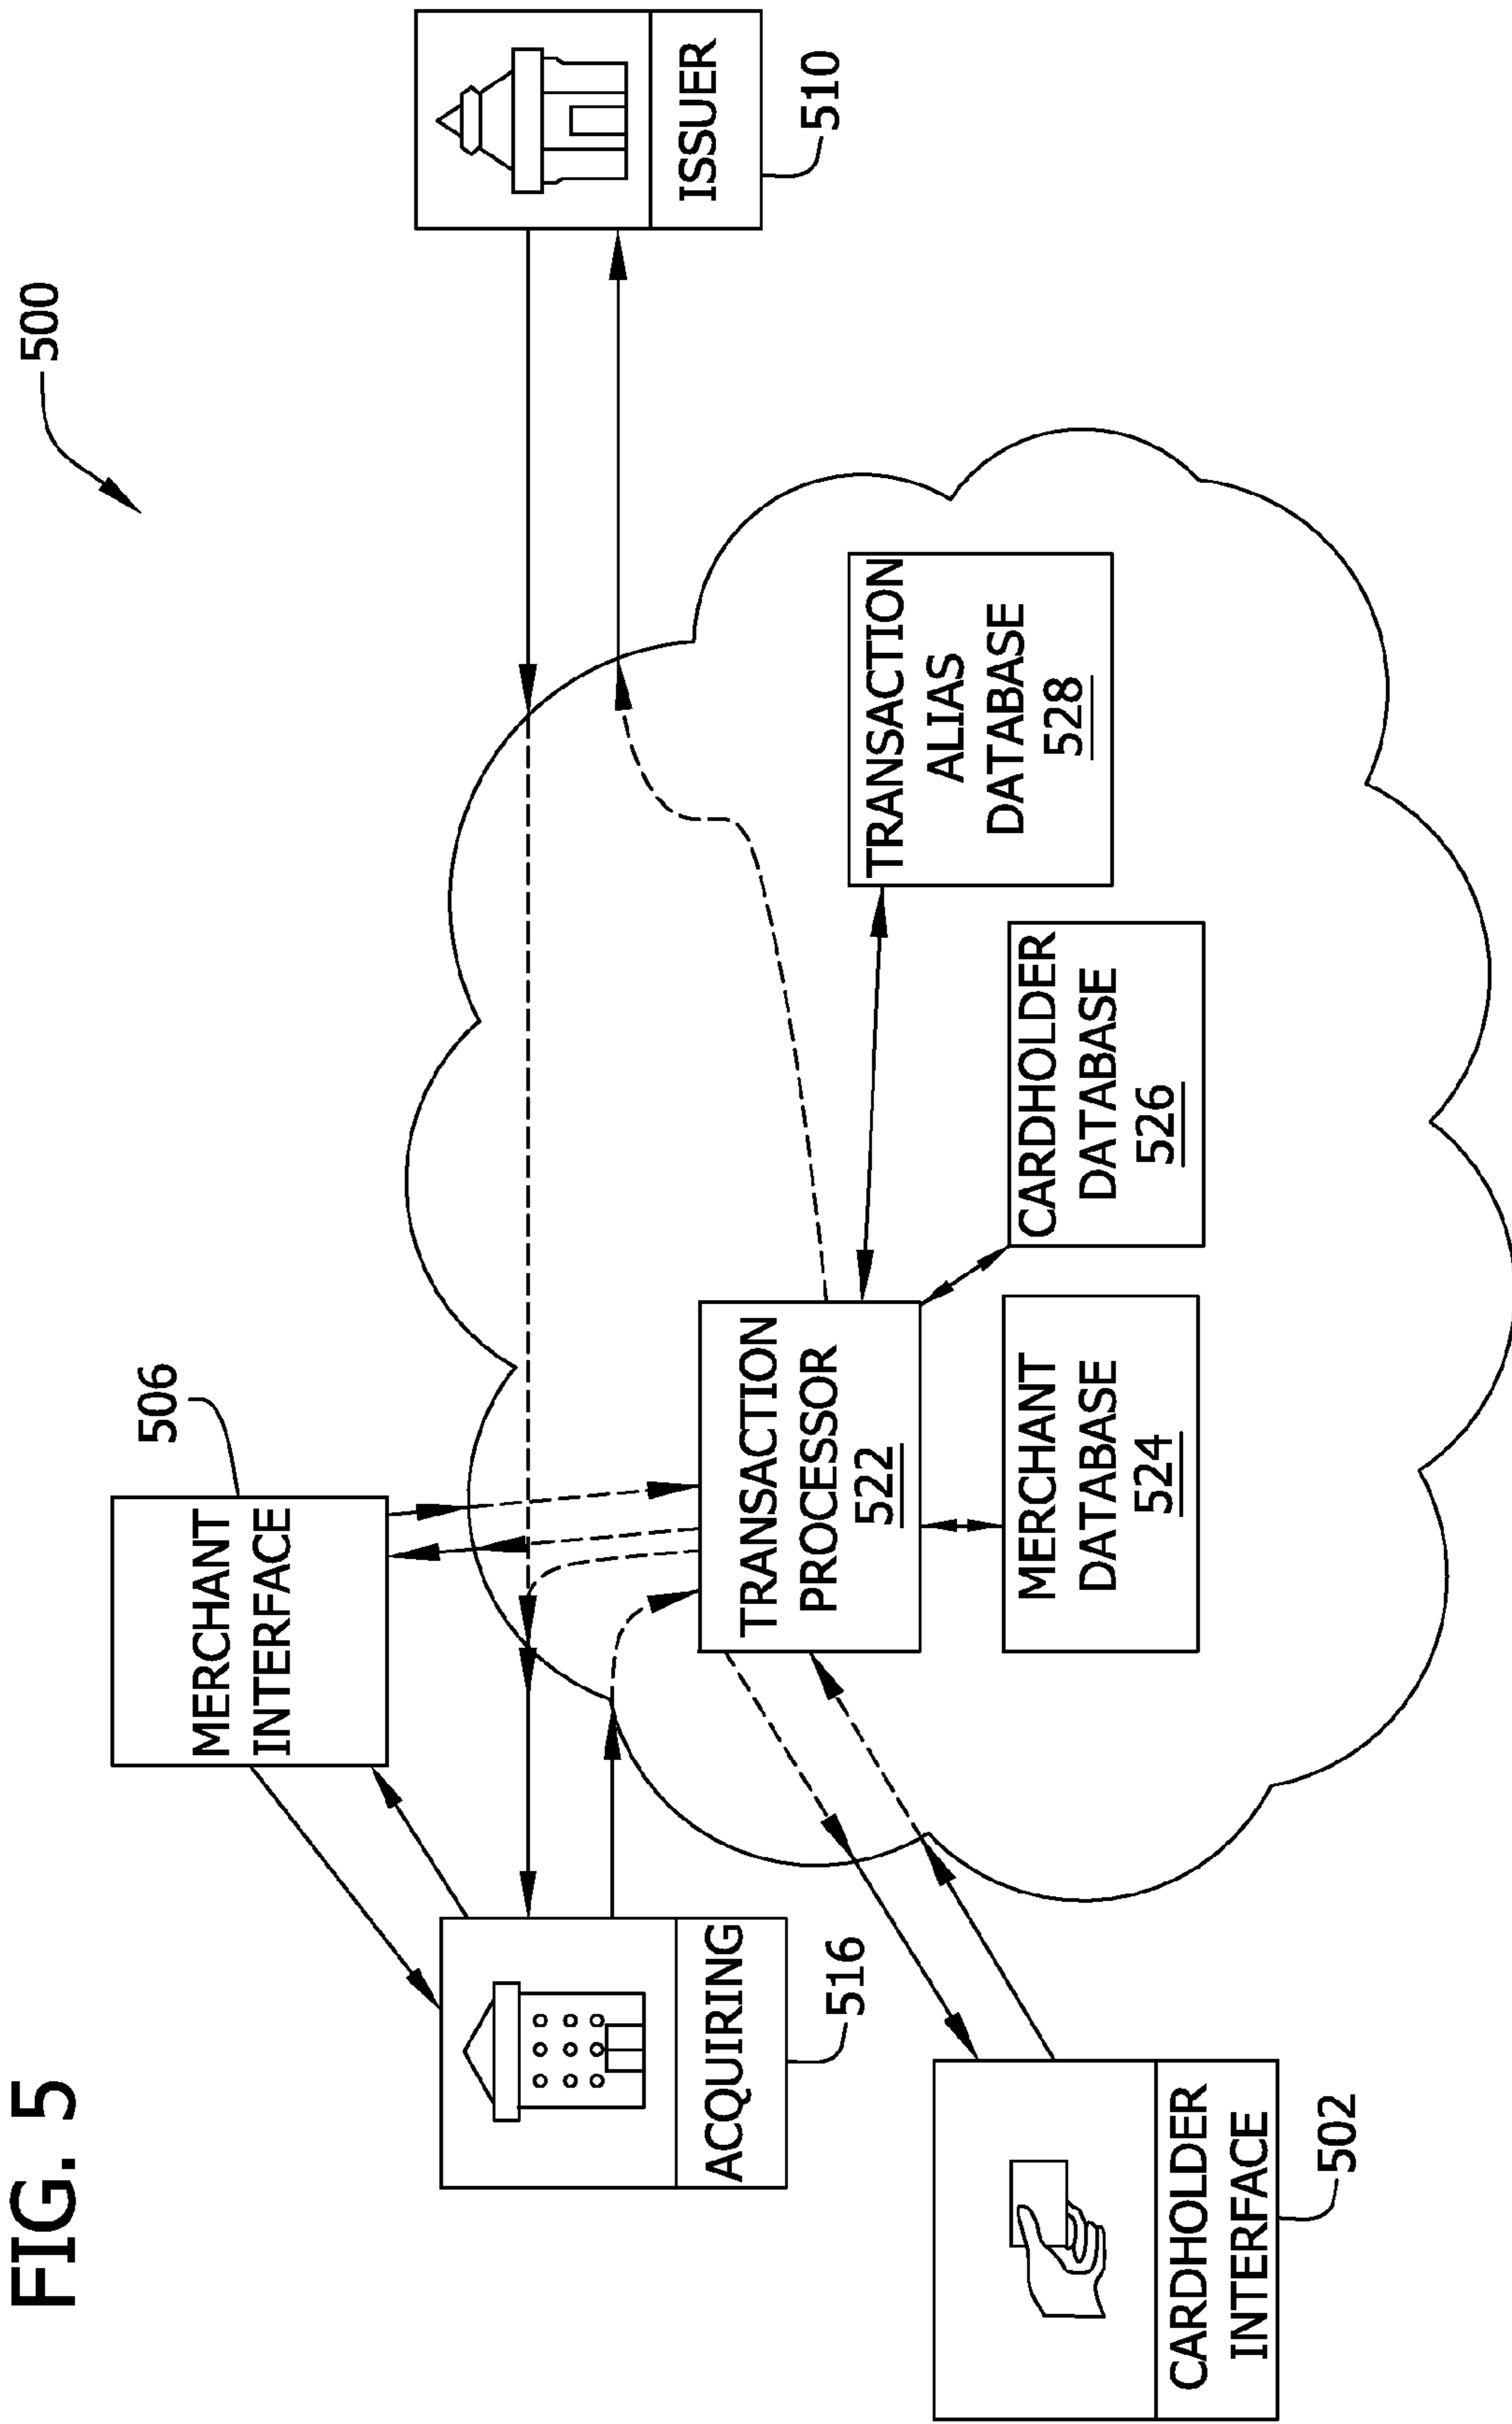 FIG. 5
500
MERCHANT
INTERFACE
506
ISSUER
510
ACQUIRING
516
TRANSACTION
PROCESSOR
522
TRANSACTION
ALIAS
DATABASE
528
CARDHOLDER
DATABASE
526
MERCHANT
DATABASE
524
CARDHOLDER
INTERFACE
502